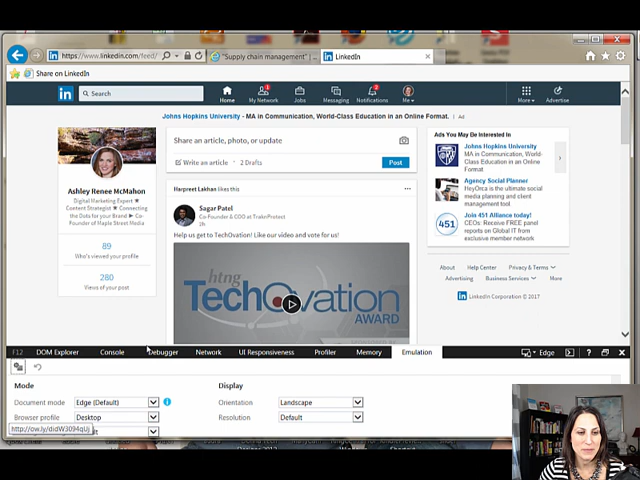 https://www.linkedin.com/feed/
"Supply chain management" | ...
LinkedIn
Share on LinkedIn
in
Search
Home
My Network
Jobs
Messaging
Notifications
Me
More
Advertise
Johns Hopkins University - MA in Communication, World-Class Education in an Online Format. | Ad
Ashley Renee McMahon
Digital Marketing Expert ★
Content Strategist ★ Connecting
the Dots for your Brand ► Co-
Founder of Maple Street Media
89
Who's viewed your profile
280
Views of your post
Share an article, photo, or update
Write an article
2 Drafts
Post
Harpreet Lakhan likes this
Sagar Patel
Co-Founder & COO at TraknProtect
Help us get to TechOvation! Like our video and vote for us!
htng
TechOvation
AWARD
Ads You May Be Interested In
Johns Hopkins University
MA in Communication,
World-Class Education in an
Online Format
Agency Social Planner
HeyOrca is the ultimate social
media planning and client
management tool
451
Join 451 Alliance today!
CEOs: Receive FREE panel
reports on Global IT from
exclusive member network
About Help Center Privacy & Terms
Advertising Business Services More
in LinkedIn Corporation © 2017
F12 DOM Explorer Console Debugger Network UI Responsiveness Profiler Memory Emulation Edge
Mode
Document mode Edge (Default)
Browser profile Desktop
Display
Orientation Landscape
Resolution Default